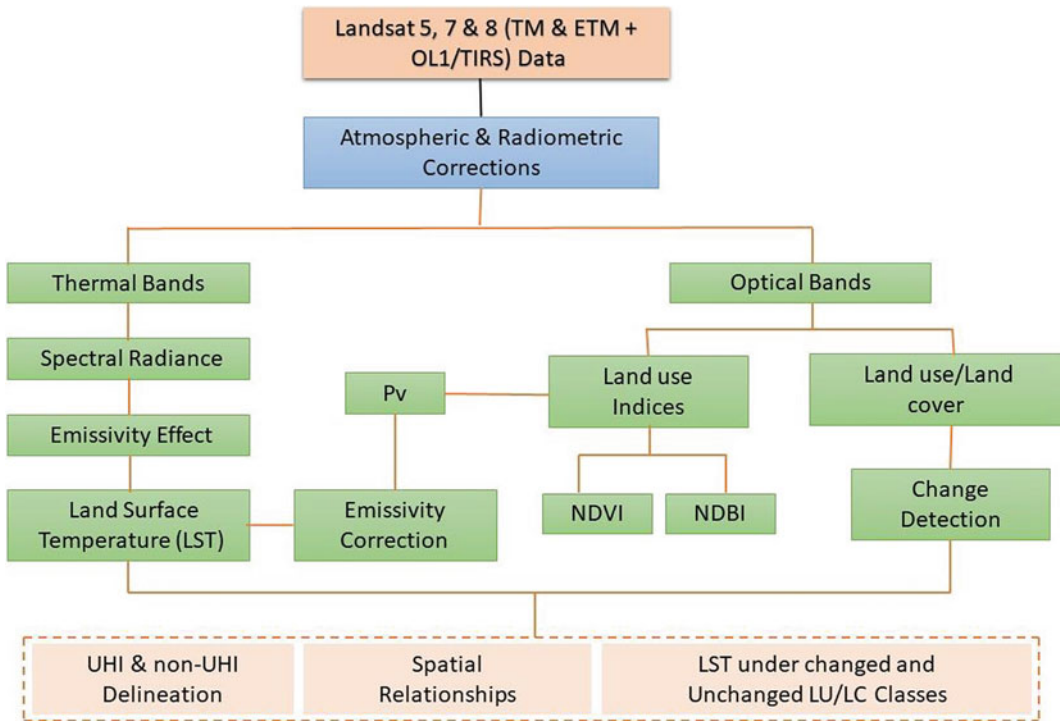 Landsat 5, 7 & 8 (TM & ETM +
OL1/TIRS) Data
Atmospheric & Radiometric
Corrections
Thermal Bands
Optical Bands
Spectral Radiance
Pv
Land use
Indices
Land use/Land
cover
Emissivity Effect
Land Surface
Temperature (LST)
Emissivity
Correction
NDVI
NDBI
Change
Detection
UHI & non-UHI
Delineation
Spatial
Relationships
LST under changed and
Unchanged LU/LC Classes